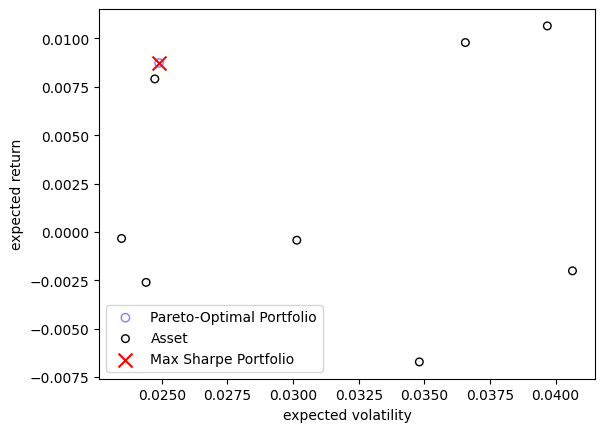 0.0100
0.0075
0.0050
0.0025
0.0000
−0.0025
−0.0050
−0.0075
expected return
Pareto-Optimal Portfolio
Asset
Max Sharpe Portfolio
0.0250 0.0275 0.0300 0.0325 0.0350 0.0375 0.0400
expected volatility